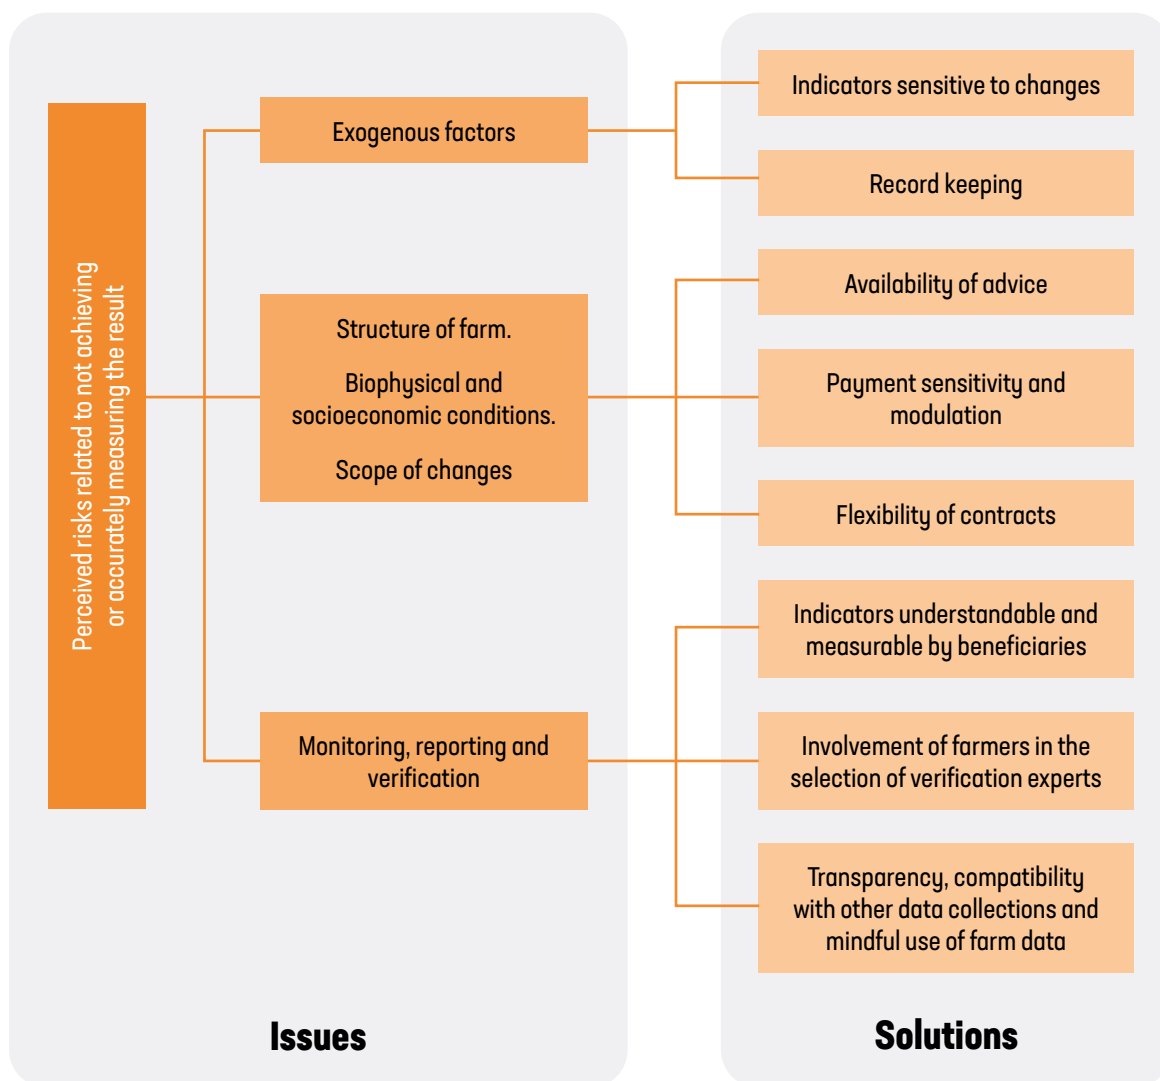 Perceived risks related to not achieving
or accurately measuring the result
Exogenous factors
Structure of farm.
Biophysical and
socioeconomic conditions.
Scope of changes
Monitoring, reporting and
verification
Issues
Indicators sensitive to changes
Record keeping
Availability of advice
Payment sensitivity and
modulation
Flexibility of contracts
Indicators understandable and
measurable by beneficiaries
Involvement of farmers in the
selection of verification experts
Transparency, compatibility
with other data collections and
mindful use of farm data
Solutions